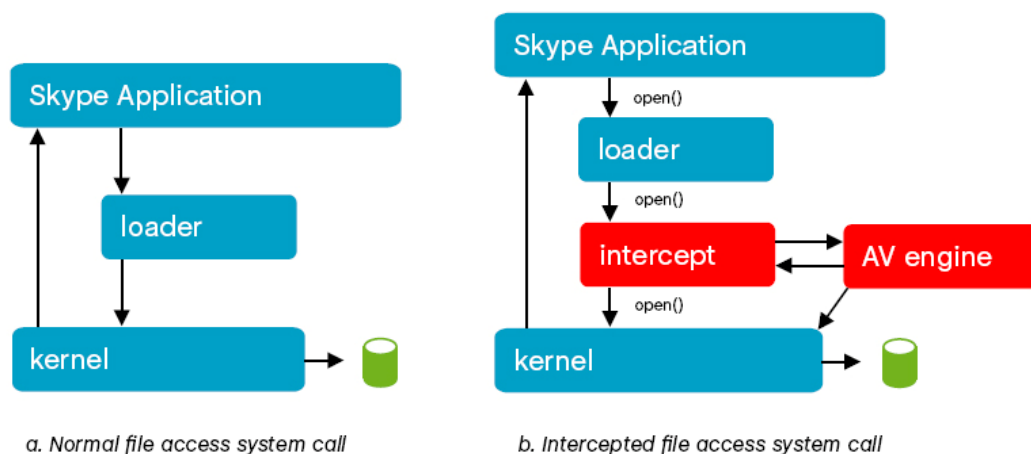 Skype Application
loader
kernel
a. Normal file access system call
Skype Application
open()
loader
open()
intercept
AV engine
open()
kernel
b. Intercepted file access system call